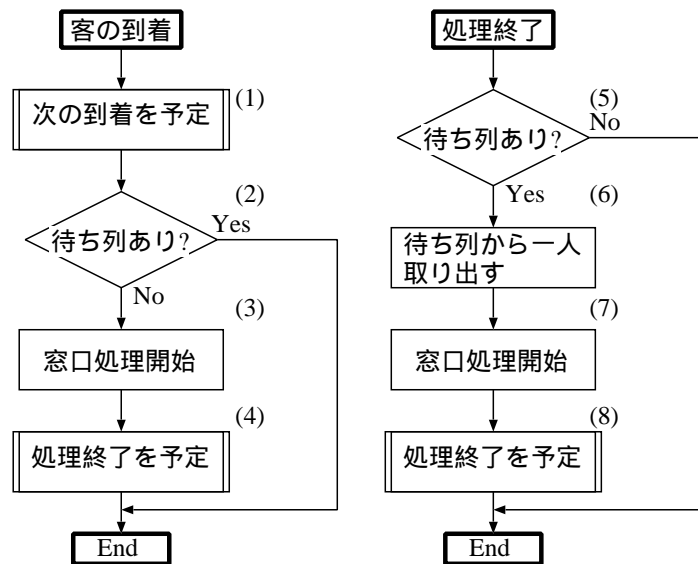 客の到着
(1)
次の到着を予定
(2)
待ち列あり?
Yes
No
(3)
窓口処理開始
(4)
処理終了を予定
End
処理終了
(5)
No
待ち列あり?
Yes
(6)
待ち列から一人
取り出す
(7)
窓口処理開始
(8)
処理終了を予定
End